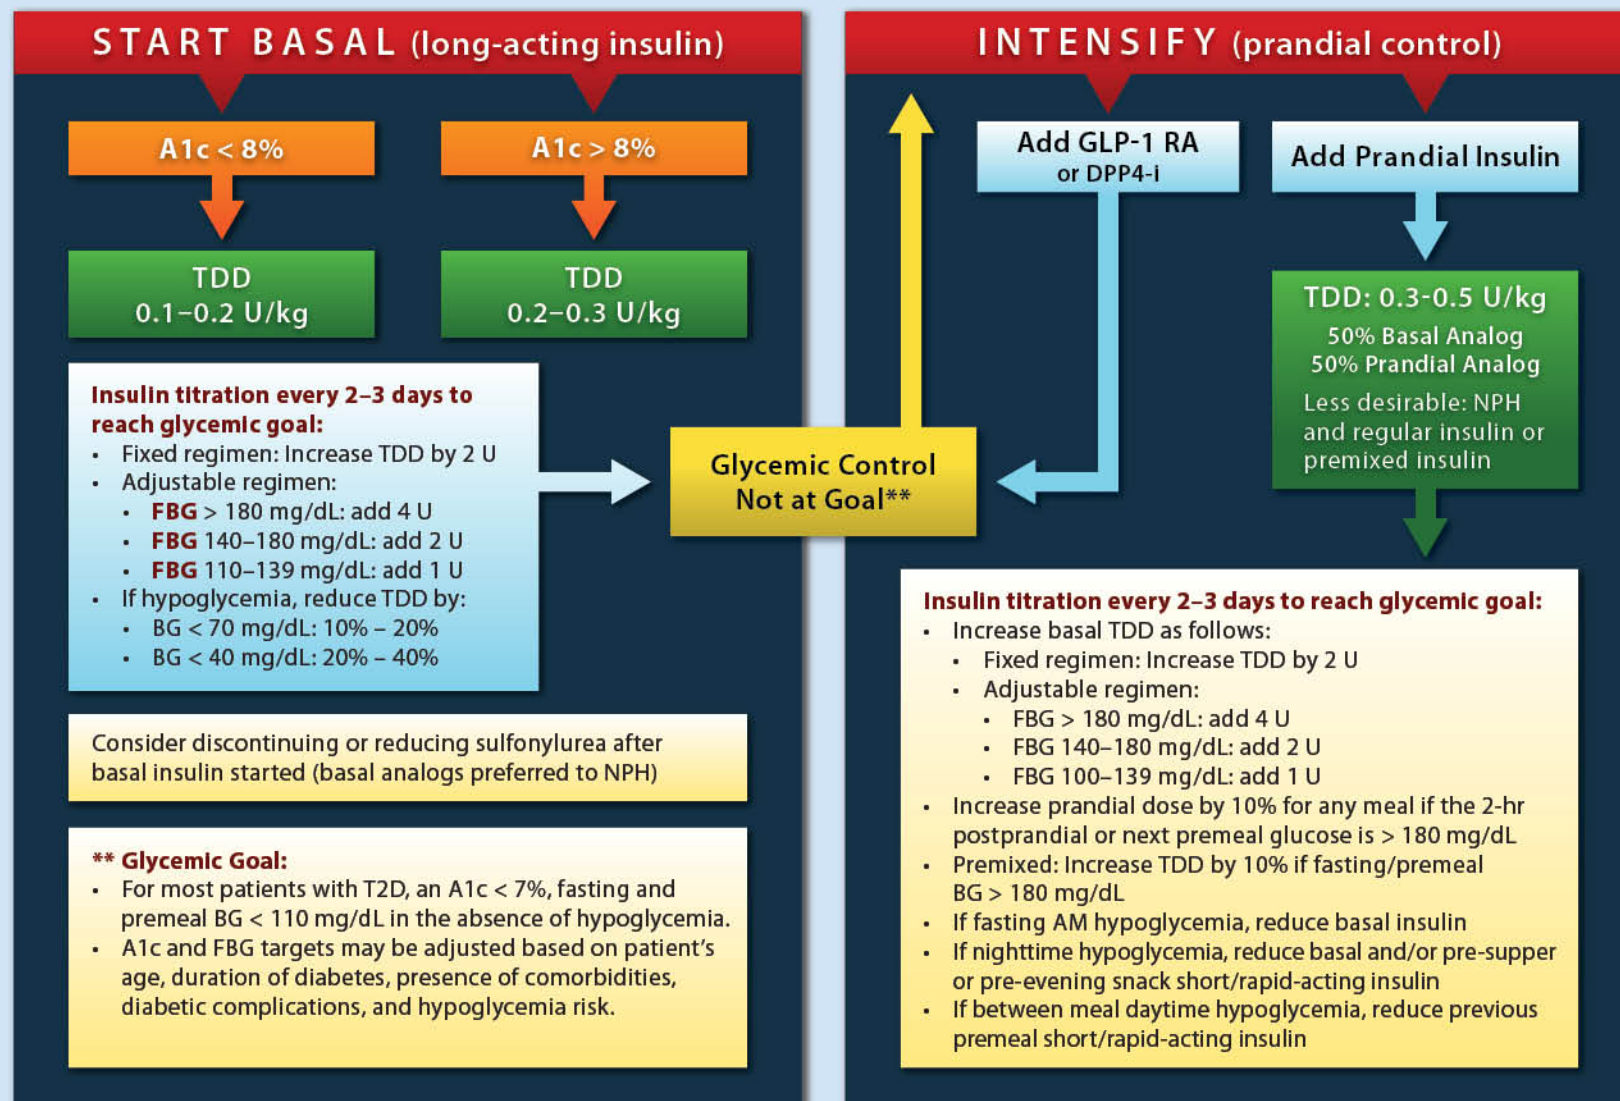 START BASAL (long-acting insulin)
A1c < 8%
A1c > 8%
TDD
0.1–0.2 U/kg
TDD
0.2–0.3 U/kg
Insulin titration every 2–3 days to
reach glycemic goal:
• Fixed regimen: Increase TDD by 2 U
• Adjustable regimen:
• FBG > 180 mg/dL: add 4 U
• FBG 140–180 mg/dL: add 2 U
• FBG 110–139 mg/dL: add 1 U
• If hypoglycemia, reduce TDD by:
• BG < 70 mg/dL: 10% – 20%
• BG < 40 mg/dL: 20% – 40%
Consider discontinuing or reducing sulfonylurea after
basal insulin started (basal analogs preferred to NPH)
** Glycemic Goal:
• For most patients with T2D, an A1c < 7%, fasting and
premeal BG < 110 mg/dL in the absence of hypoglycemia.
• A1c and FBG targets may be adjusted based on patient's
age, duration of diabetes, presence of comorbidities,
diabetic complications, and hypoglycemia risk.
Glycemic Control
Not at Goal**
INTENSIFY (prandial control)
Add GLP-1 RA
or DPP4-i
Add Prandial Insulin
TDD: 0.3-0.5 U/kg
50% Basal Analog
50% Prandial Analog
Less desirable: NPH
and regular insulin or
premixed insulin
Insulin titration every 2–3 days to reach glycemic goal:
• Increase basal TDD as follows:
• Fixed regimen: Increase TDD by 2 U
• Adjustable regimen:
• FBG > 180 mg/dL: add 4 U
• FBG 140–180 mg/dL: add 2 U
• FBG 100–139 mg/dL: add 1 U
• Increase prandial dose by 10% for any meal if the 2-hr
postprandial or next premeal glucose is > 180 mg/dL
• Premixed: Increase TDD by 10% if fasting/premeal
BG > 180 mg/dL
• If fasting AM hypoglycemia, reduce basal insulin
• If nighttime hypoglycemia, reduce basal and/or pre-supper
or pre-evening snack short/rapid-acting insulin
• If between meal daytime hypoglycemia, reduce previous
premeal short/rapid-acting insulin